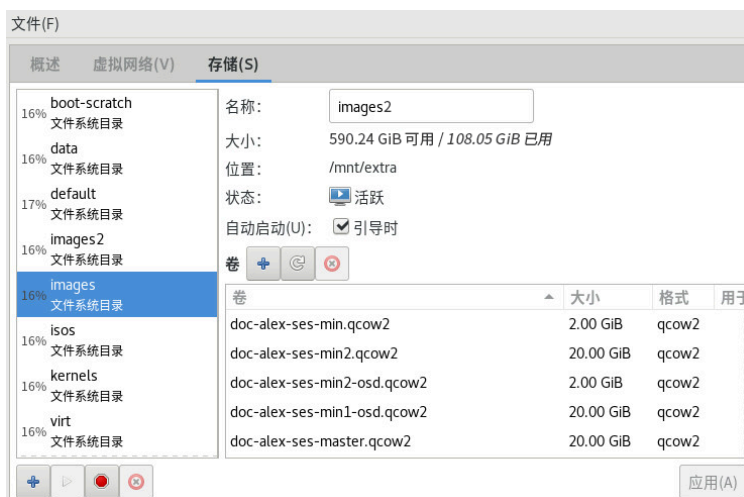 文件(F)
概述 虚拟网络(V) 存储(S)
16% boot-scratch
文件系统目录
16% data
文件系统目录
17% default
文件系统目录
16% images2
文件系统目录
16% images
文件系统目录
16% isos
文件系统目录
16% kernels
文件系统目录
16% virt
文件系统目录
名称: images2
大小: 590.24 GiB 可用 / 108.05 GiB 已用
位置: /mnt/extra
状态: 活跃
自动启动(U): 引导时
卷
卷 大小 格式 用于
doc-alex-ses-min.qcow2 2.00 GiB qcow2
doc-alex-ses-min2.qcow2 20.00 GiB qcow2
doc-alex-ses-min2-osd.qcow2 2.00 GiB qcow2
doc-alex-ses-min1-osd.qcow2 20.00 GiB qcow2
doc-alex-ses-master.qcow2 20.00 GiB qcow2
应用(A)